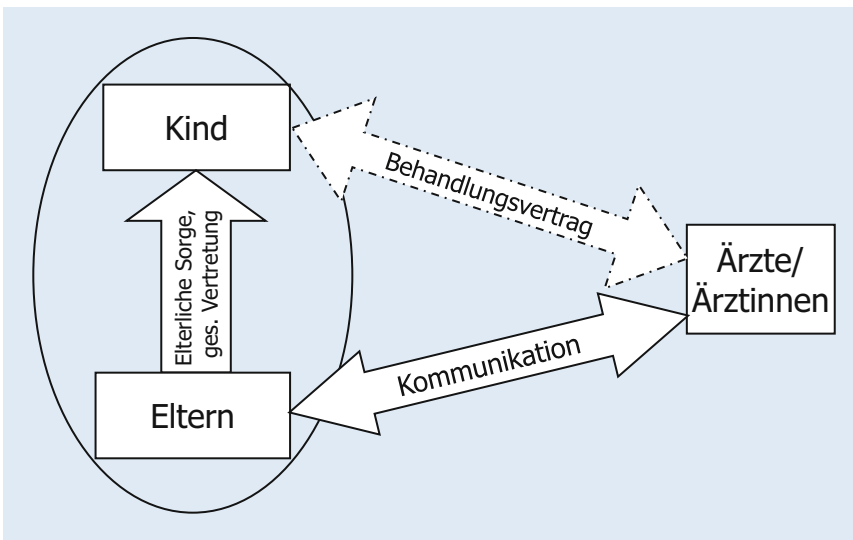 Kind
Behandlungsvertrag
Elterliche Sorge,
ges. Vertretung
Ärzte/
Ärztinnen
Kommunikation
Eltern